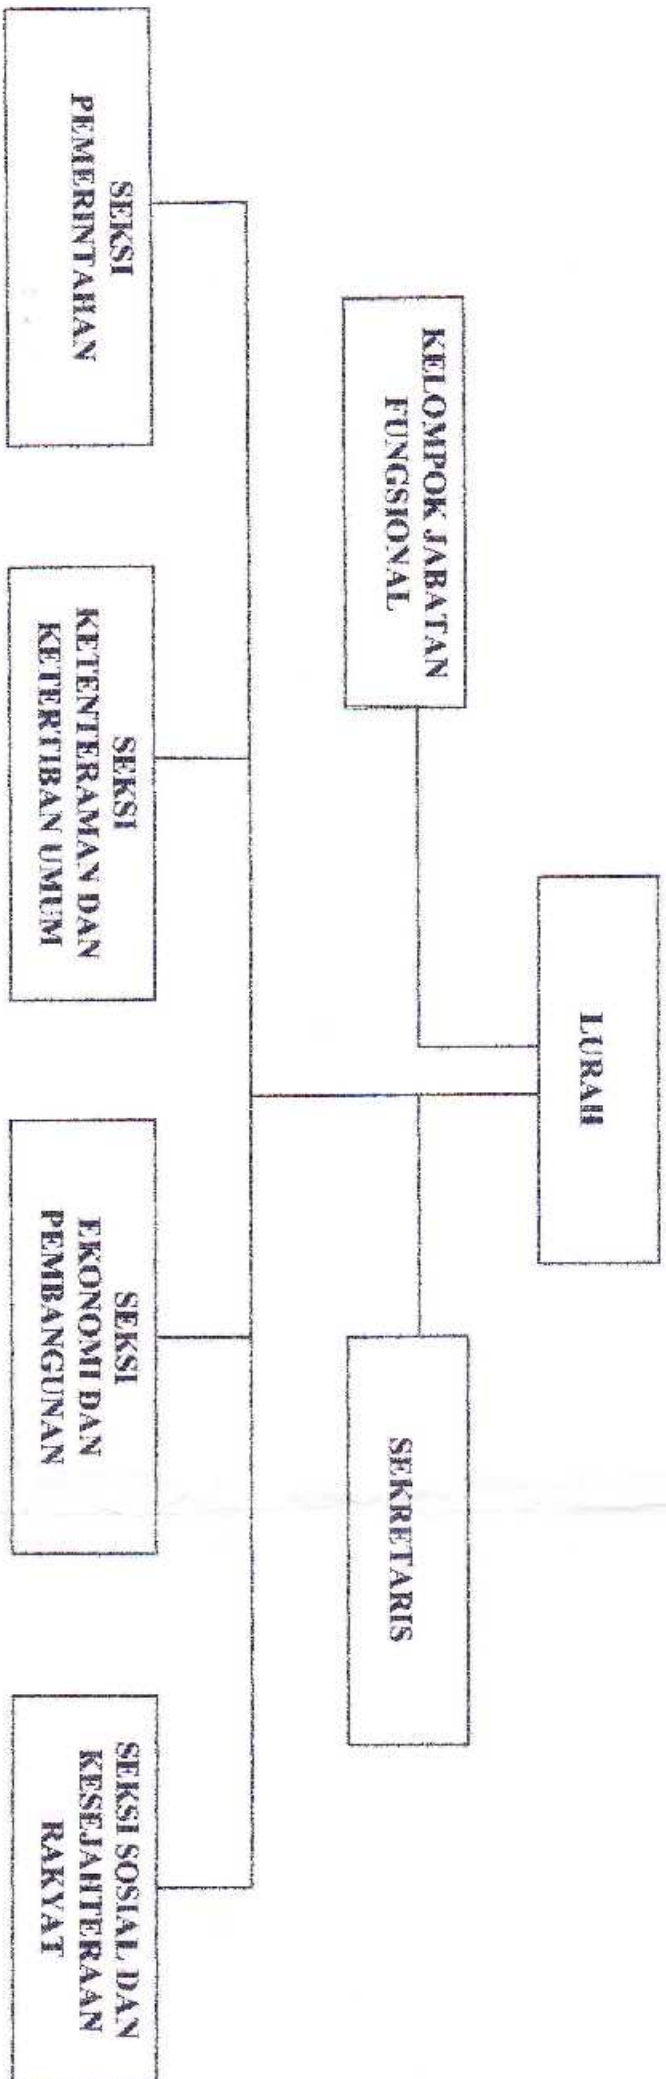 LURAH
KELOMPOK JABATAN
FUNGSIONAL
SEKRETARIS
SEKSI
PEMERINTAHAN
SEKSI
KETENTERAMAN DAN
KETERTIBAN UMUM
SEKSI
EKONOMI DAN
PEMBANGUNAN
SEKSI SOSIAL DAN
KESEJAHTERAAN
RAKYAT